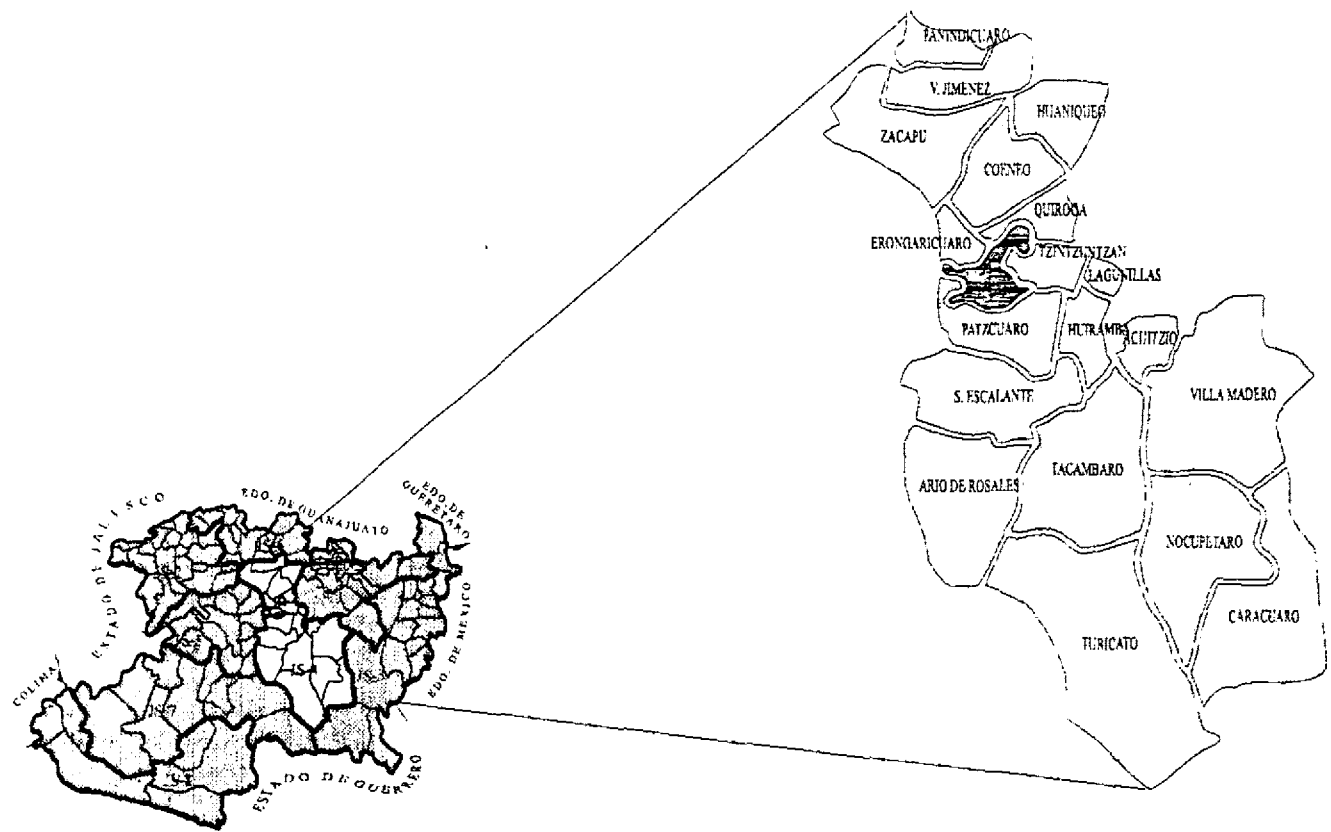 PANINDICUARO
V. JIMENEZ
HUANIQUEO
ZACAPU
COENEO
QUIROGA
ERONGARICUARO
TZINTZUNTZAN
LAGUNILLAS
PATZCUARO
HUIRAMBA
ACUITZIO
S. ESCALANTE
VILLA MADERO
TACAMBARO
ARIO DE ROSALES
NOCUPETARO
CARACUARO
TURICATO
ESTADO DE JALISCO
EDO. DE GUANAJUATO
EDO. DE
QUERETARO
EDO. DE MEXICO
COLIMA
ESTADO DE GUERRERO